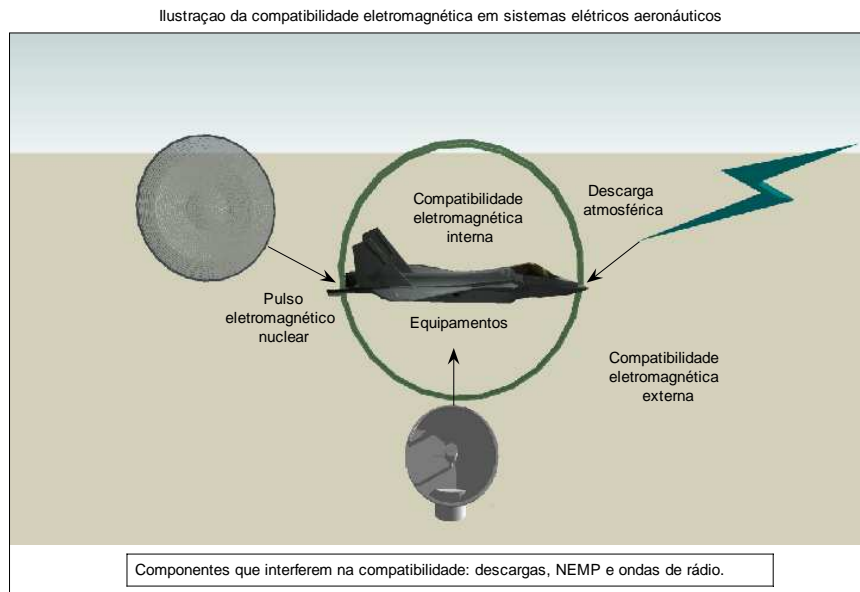 Ilustraçao da compatibilidade eletromagnética em sistemas elétricos aeronáuticos
Compatibilidade
eletromagnética
interna
Descarga
atmosférica
Pulso
eletromagnético
nuclear
Equipamentos
Compatibilidade
eletromagnética
externa
Componentes que interferem na compatibilidade: descargas, NEMP e ondas de rádio.